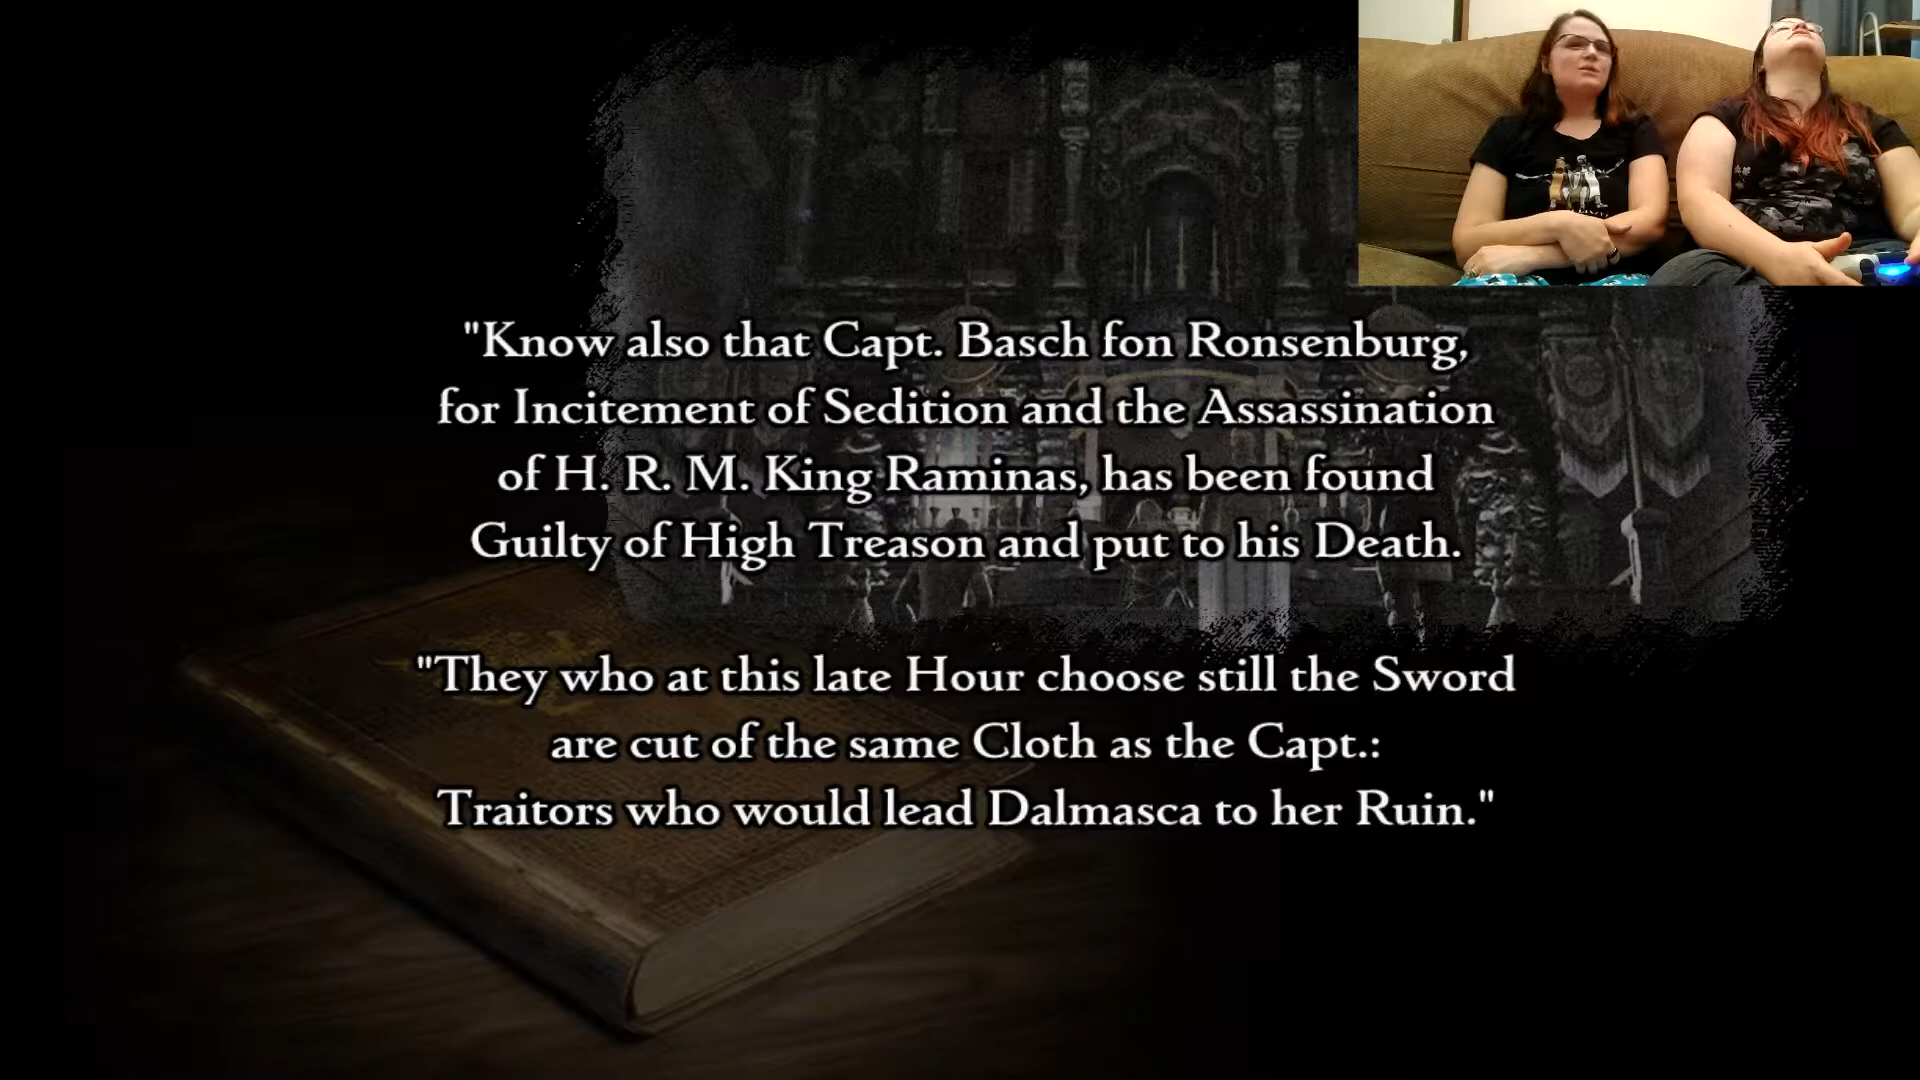 "Know also that Capt. Basch fon Ronsenburg,
for Incitement of Sedition and the Assassination
of H. R. M. King Raminas, has been found
Guilty of High Treason and put to his Death.
"They who at this late Hour choose still the Sword
are cut of the same Cloth as the Capt.:
Traitors who would lead Dalmasca to her Ruin."